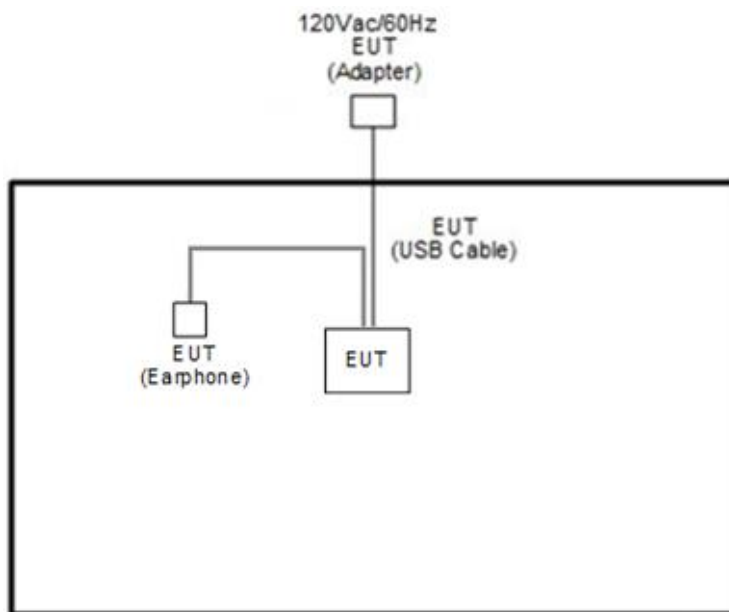 120Vac/60Hz
EUT
(Adapter)
EUT
(USB Cable)
EUT
(Earphone)
EUT